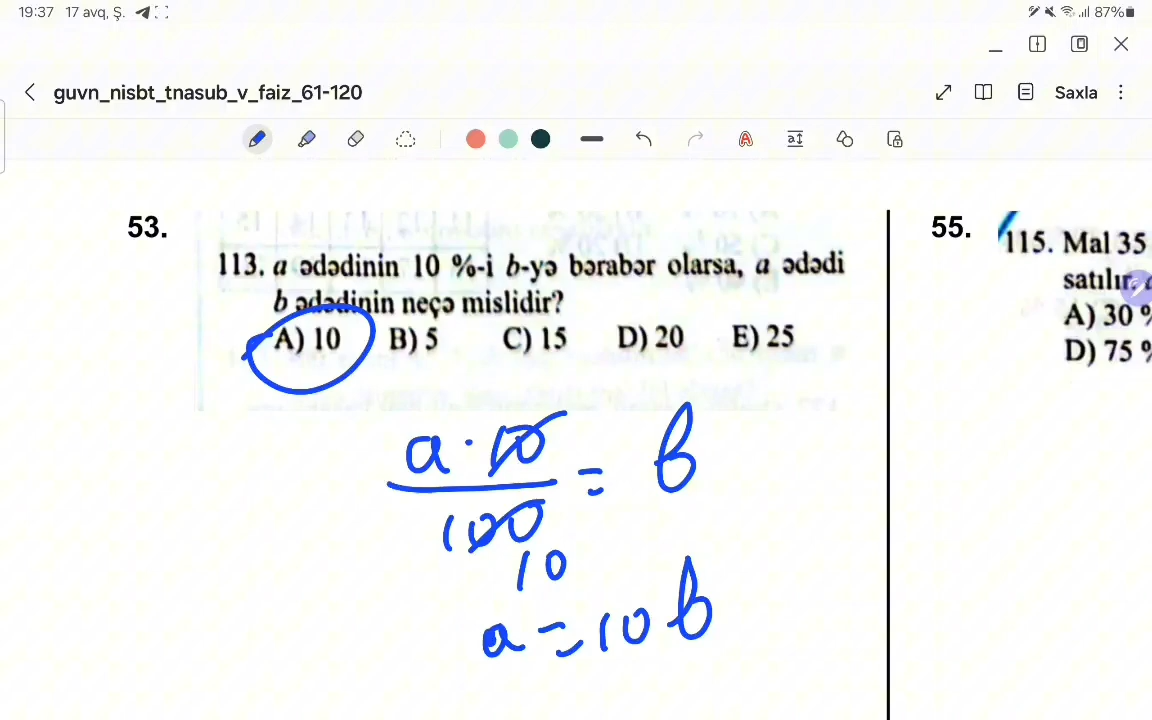 19:37 17 avq, Ş. 87%
guvn_nisbt_tnasub_v_faiz_61-120 Saxla
53.
113. a ədədinin 10 %-i b-yə bərabər olarsa, a ədədi
b ədədinin neçə mislidir?
A) 10 B) 5 C) 15 D) 20 E) 25
a · 10
100
= b
10
a = 10 b
55.
115. Mal 35
satılır,
A) 30 %
D) 75 %